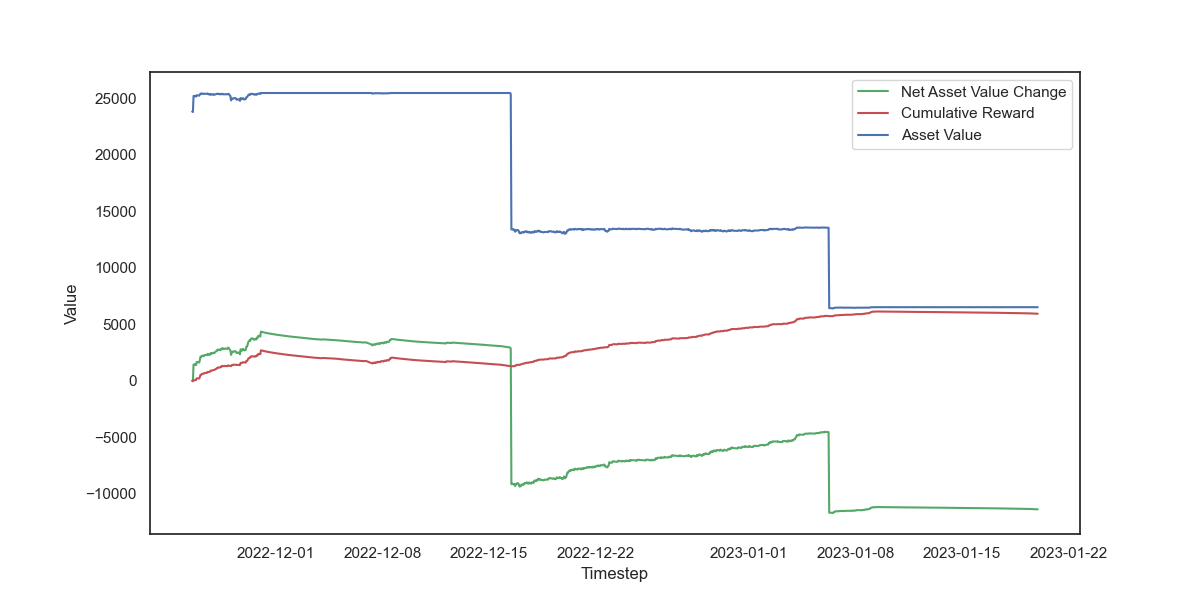 25000
20000
15000
10000
5000
0
−5000
−10000
Value
Net Asset Value Change
Cumulative Reward
Asset Value
2022-12-01 2022-12-08 2022-12-15 2022-12-22 2023-01-01 2023-01-08 2023-01-15 2023-01-22
Timestep